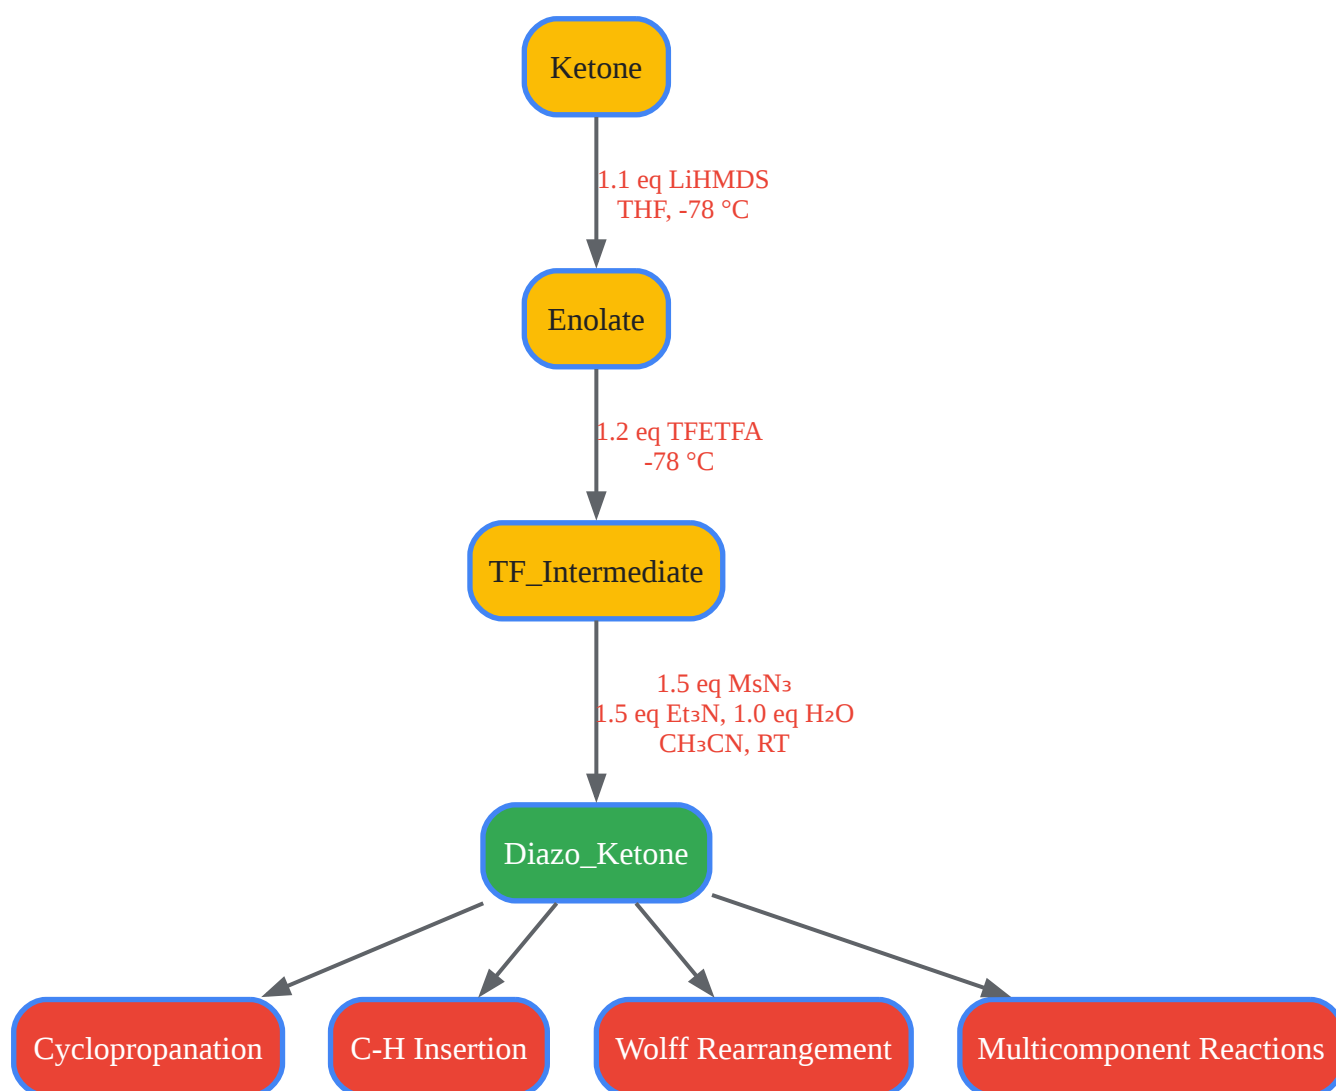 Ketone
1.1 eq LiHMDS
THF, -78 °C
Enolate
1.2 eq TFETFA
-78 °C
TF_Intermediate
1.5 eq MsN₃
1.5 eq Et₃N, 1.0 eq H₂O
CH₃CN, RT
Diazo_Ketone
Cyclopropanation
C-H Insertion
Wolff Rearrangement
Multicomponent Reactions